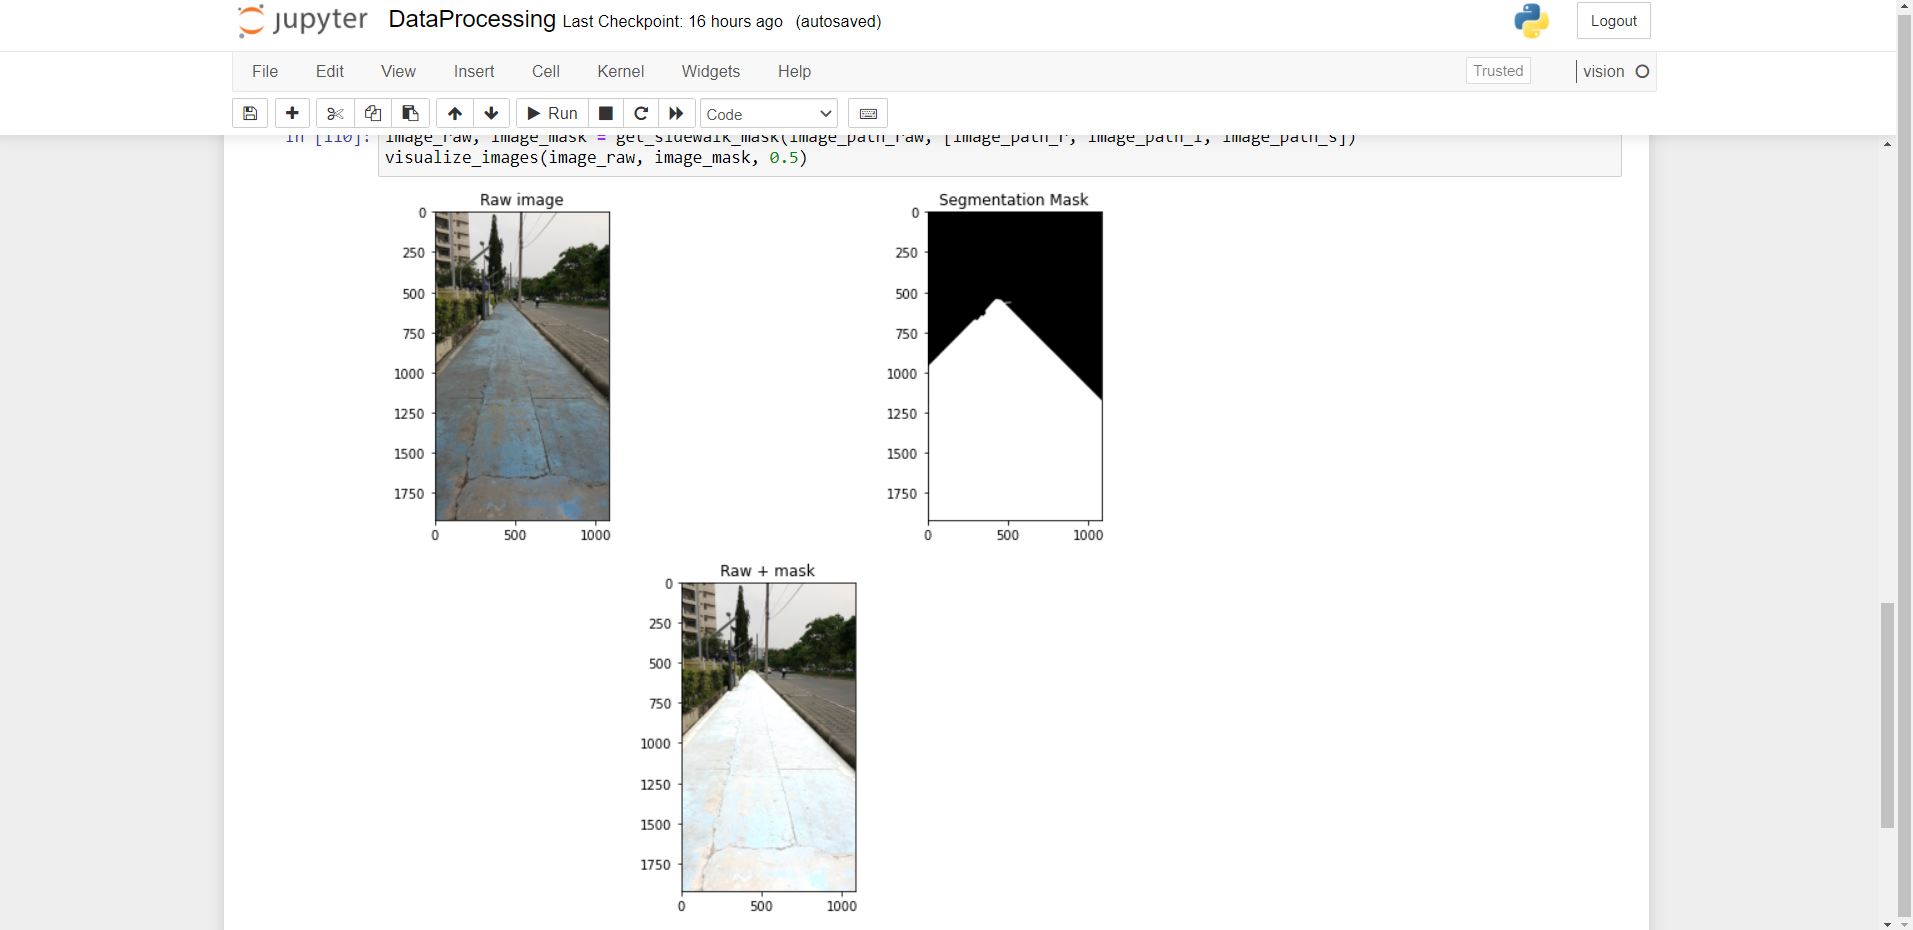 jupyter DataProcessing Last Checkpoint: 16 hours ago (autosaved)
Logout
File Edit View Insert Cell Kernel Widgets Help
Trusted
vision
Run
Code
In [110]: image_raw, image_mask = get_sidewalk_mask(image_path_raw, [image_path_r, image_path_l, image_path_s])
visualize_images(image_raw, image_mask, 0.5)
Raw image
0
250
500
750
1000
1250
1500
1750
0 500 1000
Segmentation Mask
0
250
500
750
1000
1250
1500
1750
0 500 1000
Raw + mask
0
250
500
750
1000
1250
1500
1750
0 500 1000